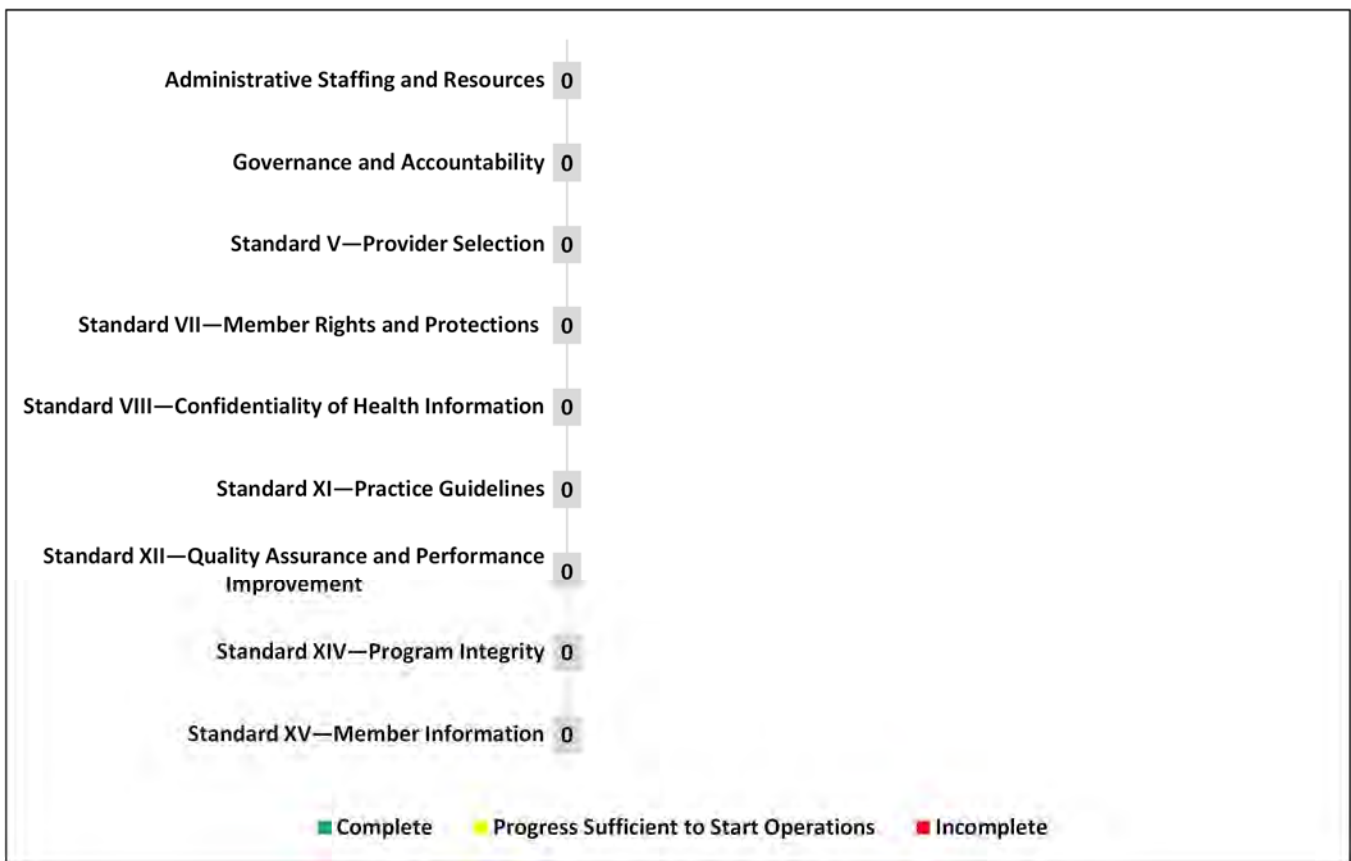 Administrative Staffing and Resources 0
Governance and Accountability 0
Standard V—Provider Selection 0
Standard VII—Member Rights and Protections 0
Standard VIII—Confidentiality of Health Information 0
Standard XI—Practice Guidelines 0
Standard XII—Quality Assurance and Performance
Improvement 0
Standard XIV—Program Integrity 0
Standard XV—Member Information 0
Complete Progress Sufficient to Start Operations Incomplete